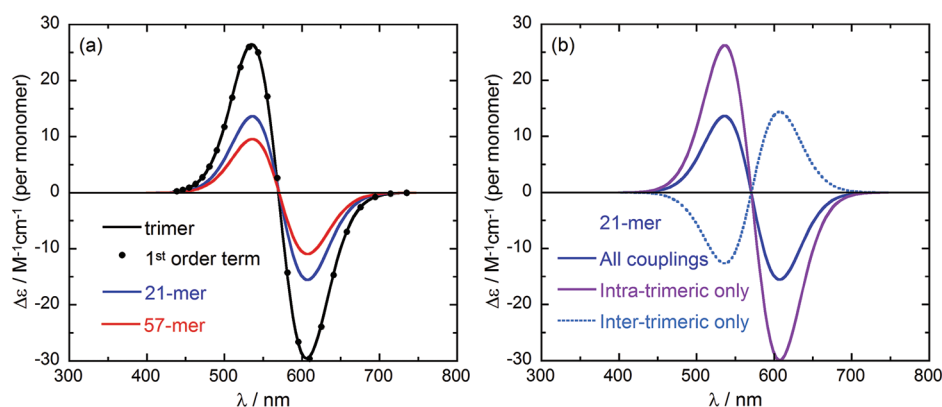 30
20
10
0
-10
-20
-30
300
400
500
600
700
800
λ / nm
Δε / M⁻¹cm⁻¹ (per monomer)
(a)
trimer
1st order term
21-mer
57-mer
30
20
10
0
-10
-20
-30
300
400
500
600
700
800
λ / nm
Δε / M⁻¹cm⁻¹ (per monomer)
(b)
21-mer
All couplings
Intra-trimeric only
Inter-trimeric only